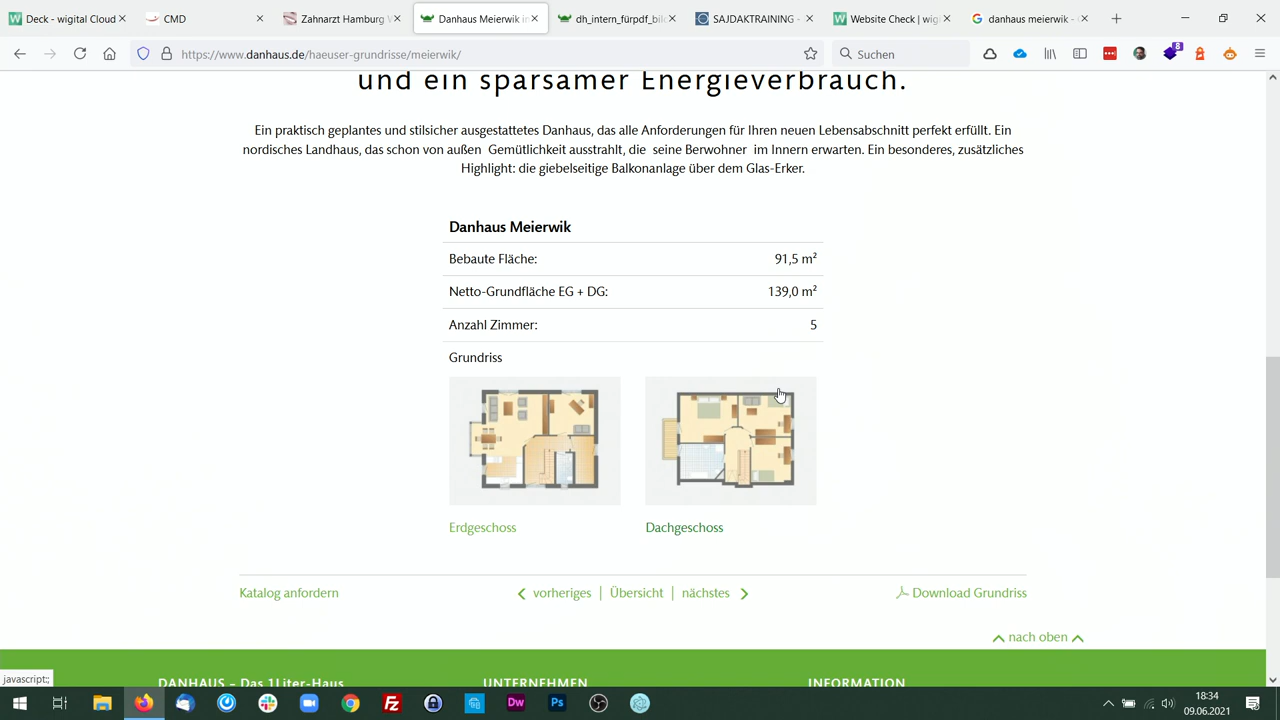 Deck - wigital Cloud
CMD
Zahnarzt Hamburg
Danhaus Meierwik
dh_intern_fürpdf_bild
SAJDAKTRAINING -
Website Check | wigi
danhaus meierwik -
https://www.danhaus.de/haeuser-grundrisse/meierwik/
Suchen
8
und ein sparsamer Energieverbrauch.
Ein praktisch geplantes und stilsicher ausgestattetes Danhaus, das alle Anforderungen für Ihren neuen Lebensabschnitt perfekt erfüllt. Ein
nordisches Landhaus, das schon von außen Gemütlichkeit ausstrahlt, die seine Berwohner im Innern erwarten. Ein besonderes, zusätzliches
Highlight: die giebelseitige Balkonanlage über dem Glas-Erker.
Danhaus Meierwik
Bebaute Fläche: 91,5 m²
Netto-Grundfläche EG + DG: 139,0 m²
Anzahl Zimmer: 5
Grundriss
Erdgeschoss
Dachgeschoss
Katalog anfordern
vorheriges | Übersicht | nächstes
Download Grundriss
nach oben
DANHAUS – Das 1Liter-Haus
UNTERNEHMEN
INFORMATION
javascript:;
Dw
Ps
18:34
09.06.2021